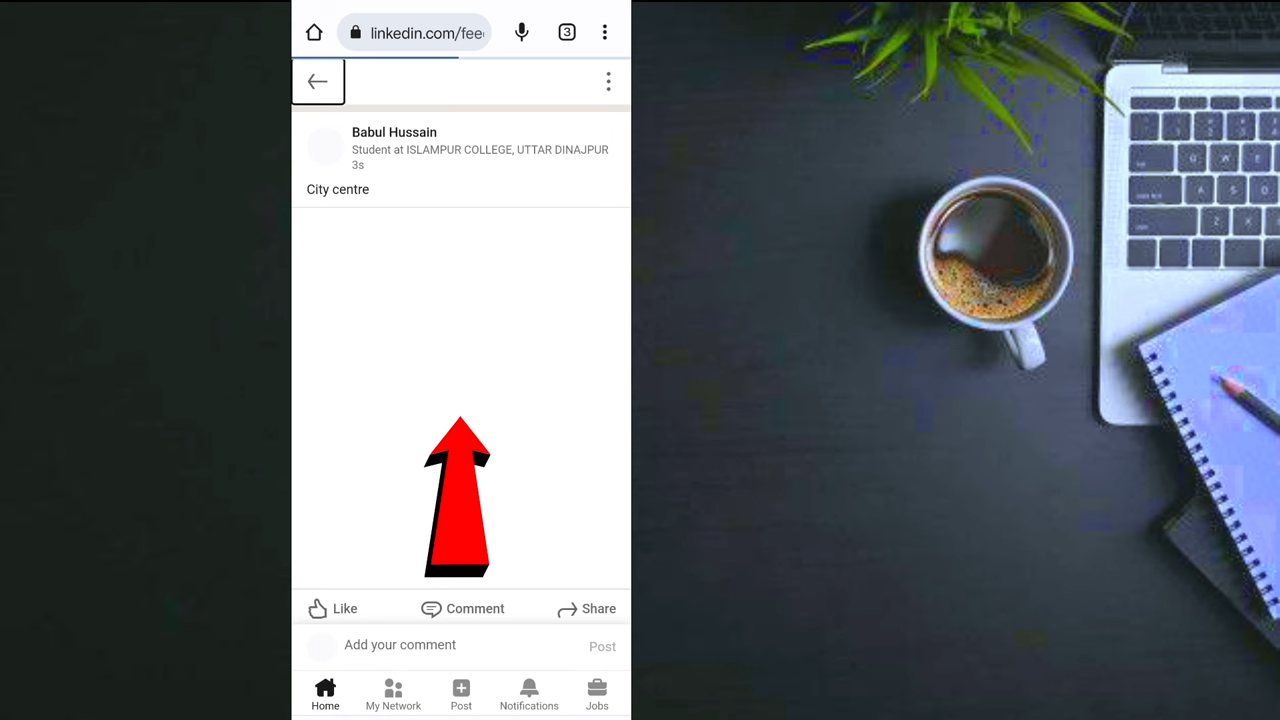 linkedin.com/fee
3
Babul Hussain
Student at ISLAMPUR COLLEGE, UTTAR DINAJPUR
3s
City centre
Like
Comment
Share
Add your comment
Post
Home
My Network
Post
Notifications
Jobs
Q W E
A S D
Z X